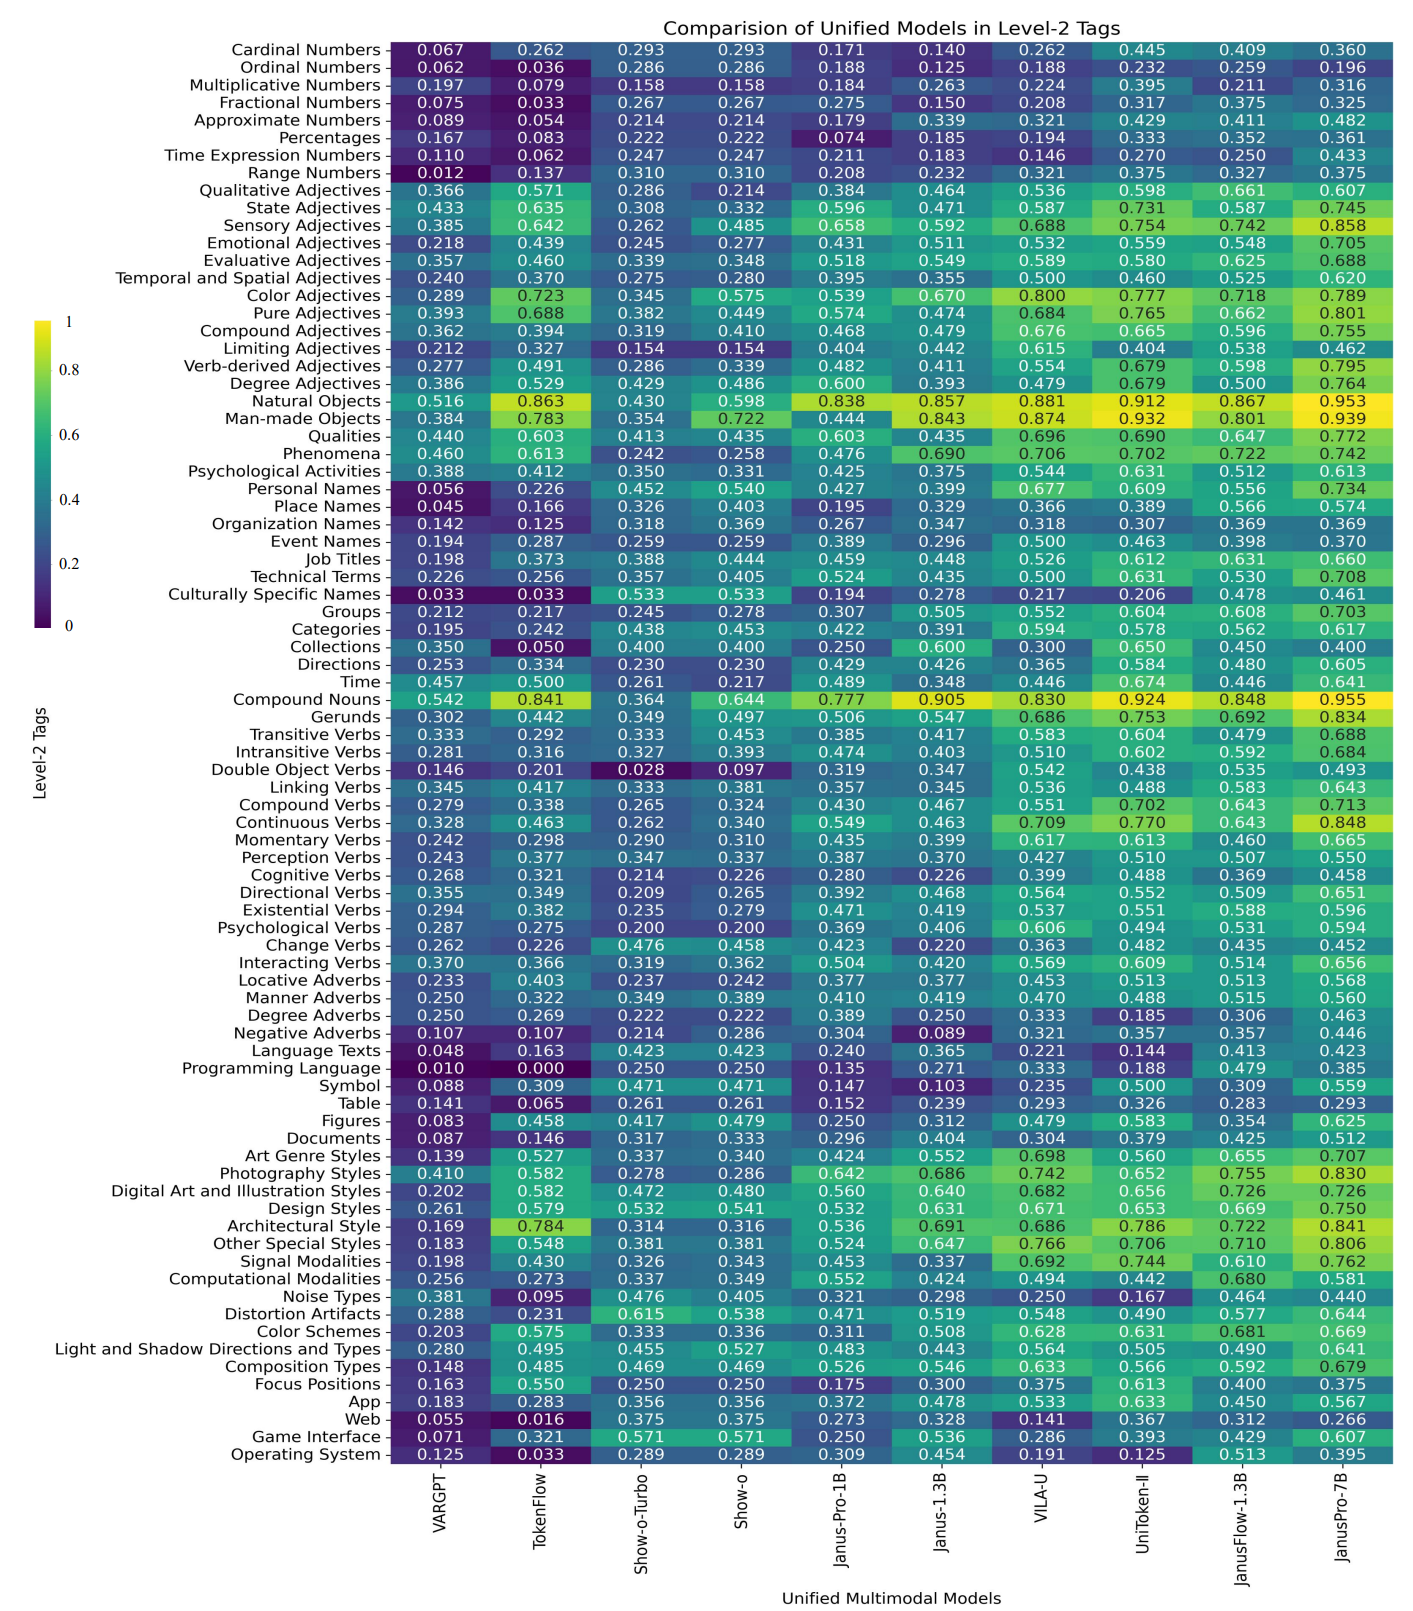 Comparision of Unified Models in Level-2 Tags
Cardinal Numbers 0.067 0.262 0.293 0.293 0.171 0.140 0.262 0.445 0.409 0.360
Ordinal Numbers 0.062 0.036 0.286 0.286 0.188 0.125 0.188 0.232 0.259 0.196
Multiplicative Numbers 0.197 0.079 0.158 0.158 0.184 0.263 0.224 0.395 0.211 0.316
Fractional Numbers 0.075 0.033 0.267 0.267 0.275 0.150 0.208 0.317 0.375 0.325
Approximate Numbers 0.089 0.054 0.214 0.214 0.179 0.339 0.321 0.429 0.411 0.482
Percentages 0.167 0.083 0.222 0.222 0.074 0.185 0.194 0.333 0.352 0.361
Time Expression Numbers 0.110 0.062 0.247 0.247 0.211 0.183 0.146 0.270 0.250 0.433
Range Numbers 0.012 0.137 0.310 0.310 0.208 0.232 0.321 0.375 0.327 0.375
Qualitative Adjectives 0.366 0.571 0.286 0.214 0.384 0.464 0.536 0.598 0.661 0.607
State Adjectives 0.433 0.635 0.308 0.332 0.596 0.471 0.587 0.731 0.587 0.745
Sensory Adjectives 0.385 0.642 0.262 0.485 0.658 0.592 0.688 0.754 0.742 0.858
Emotional Adjectives 0.218 0.439 0.245 0.277 0.431 0.511 0.532 0.559 0.548 0.705
Evaluative Adjectives 0.357 0.460 0.339 0.348 0.518 0.549 0.589 0.580 0.625 0.688
Temporal and Spatial Adjectives 0.240 0.370 0.275 0.280 0.395 0.355 0.500 0.460 0.525 0.620
Color Adjectives 0.289 0.723 0.345 0.575 0.539 0.670 0.800 0.777 0.718 0.789
Pure Adjectives 0.393 0.688 0.382 0.449 0.574 0.474 0.684 0.765 0.662 0.801
Compound Adjectives 0.362 0.394 0.319 0.410 0.468 0.479 0.676 0.665 0.596 0.755
Limiting Adjectives 0.212 0.327 0.154 0.154 0.404 0.442 0.615 0.404 0.538 0.462
Verb-derived Adjectives 0.277 0.491 0.286 0.339 0.482 0.411 0.554 0.679 0.598 0.795
Degree Adjectives 0.386 0.529 0.429 0.486 0.600 0.393 0.479 0.679 0.500 0.764
Natural Objects 0.516 0.863 0.430 0.598 0.838 0.857 0.881 0.912 0.867 0.953
Man-made Objects 0.384 0.783 0.354 0.722 0.444 0.843 0.874 0.932 0.801 0.939
Qualities 0.440 0.603 0.413 0.435 0.603 0.435 0.696 0.690 0.647 0.772
Phenomena 0.460 0.613 0.242 0.258 0.476 0.690 0.706 0.702 0.722 0.742
Psychological Activities 0.388 0.412 0.350 0.331 0.425 0.375 0.544 0.631 0.512 0.613
Personal Names 0.056 0.226 0.452 0.540 0.427 0.399 0.677 0.609 0.556 0.734
Place Names 0.045 0.166 0.326 0.403 0.195 0.329 0.366 0.389 0.566 0.574
Organization Names 0.142 0.125 0.318 0.369 0.267 0.347 0.318 0.307 0.369 0.369
Event Names 0.194 0.287 0.259 0.259 0.389 0.296 0.500 0.463 0.398 0.370
Job Titles 0.198 0.373 0.388 0.444 0.459 0.448 0.526 0.612 0.631 0.660
Technical Terms 0.226 0.256 0.357 0.405 0.524 0.435 0.500 0.631 0.530 0.708
Culturally Specific Names 0.033 0.033 0.533 0.533 0.194 0.278 0.217 0.206 0.478 0.461
Groups 0.212 0.217 0.245 0.278 0.307 0.505 0.552 0.604 0.608 0.703
Categories 0.195 0.242 0.438 0.453 0.422 0.391 0.594 0.578 0.562 0.617
Collections 0.350 0.050 0.400 0.400 0.250 0.600 0.300 0.650 0.450 0.400
Directions 0.253 0.334 0.230 0.230 0.429 0.426 0.365 0.584 0.480 0.605
Time 0.457 0.500 0.261 0.217 0.489 0.348 0.446 0.674 0.446 0.641
Compound Nouns 0.542 0.841 0.364 0.644 0.777 0.905 0.830 0.924 0.848 0.955
Gerunds 0.302 0.442 0.349 0.497 0.506 0.547 0.686 0.753 0.692 0.834
Transitive Verbs 0.333 0.292 0.333 0.453 0.385 0.417 0.583 0.604 0.479 0.688
Intransitive Verbs 0.281 0.316 0.327 0.393 0.474 0.403 0.510 0.602 0.592 0.684
Double Object Verbs 0.146 0.201 0.028 0.097 0.319 0.347 0.542 0.438 0.535 0.493
Linking Verbs 0.345 0.417 0.333 0.381 0.357 0.345 0.536 0.488 0.583 0.643
Compound Verbs 0.279 0.338 0.265 0.324 0.430 0.467 0.551 0.702 0.643 0.713
Continuous Verbs 0.328 0.463 0.262 0.340 0.549 0.463 0.709 0.770 0.643 0.848
Momentary Verbs 0.242 0.298 0.290 0.310 0.435 0.399 0.617 0.613 0.460 0.665
Perception Verbs 0.243 0.377 0.347 0.337 0.387 0.370 0.427 0.510 0.507 0.550
Cognitive Verbs 0.268 0.321 0.214 0.226 0.280 0.226 0.399 0.488 0.369 0.458
Directional Verbs 0.355 0.349 0.209 0.265 0.392 0.468 0.564 0.552 0.509 0.651
Existential Verbs 0.294 0.382 0.235 0.279 0.471 0.419 0.537 0.551 0.588 0.596
Psychological Verbs 0.287 0.275 0.200 0.200 0.369 0.406 0.606 0.494 0.531 0.594
Change Verbs 0.262 0.226 0.476 0.458 0.423 0.220 0.363 0.482 0.435 0.452
Interacting Verbs 0.370 0.366 0.319 0.362 0.504 0.420 0.569 0.609 0.514 0.656
Locative Adverbs 0.233 0.403 0.237 0.242 0.377 0.377 0.453 0.513 0.513 0.568
Manner Adverbs 0.250 0.322 0.349 0.389 0.410 0.419 0.470 0.488 0.515 0.560
Degree Adverbs 0.250 0.269 0.222 0.222 0.389 0.250 0.333 0.185 0.306 0.463
Negative Adverbs 0.107 0.107 0.214 0.286 0.304 0.089 0.321 0.357 0.357 0.446
Language Texts 0.048 0.163 0.423 0.423 0.240 0.365 0.221 0.144 0.413 0.423
Programming Language 0.010 0.000 0.250 0.250 0.135 0.271 0.333 0.188 0.479 0.385
Symbol 0.088 0.309 0.471 0.471 0.147 0.103 0.235 0.500 0.309 0.559
Table 0.141 0.065 0.261 0.261 0.152 0.239 0.293 0.326 0.283 0.293
Figures 0.083 0.458 0.417 0.479 0.250 0.312 0.479 0.583 0.354 0.625
Documents 0.087 0.146 0.317 0.333 0.296 0.404 0.304 0.379 0.425 0.512
Art Genre Styles 0.139 0.527 0.337 0.340 0.424 0.552 0.698 0.560 0.655 0.707
Photography Styles 0.410 0.582 0.278 0.286 0.642 0.686 0.742 0.652 0.755 0.830
Digital Art and Illustration Styles 0.202 0.582 0.472 0.480 0.560 0.640 0.682 0.656 0.726 0.726
Design Styles 0.261 0.579 0.532 0.541 0.532 0.631 0.671 0.653 0.669 0.750
Architectural Style 0.169 0.784 0.314 0.316 0.536 0.691 0.686 0.786 0.722 0.841
Other Special Styles 0.183 0.548 0.381 0.381 0.524 0.647 0.766 0.706 0.710 0.806
Signal Modalities 0.198 0.430 0.326 0.343 0.453 0.337 0.692 0.744 0.610 0.762
Computational Modalities 0.256 0.273 0.337 0.349 0.552 0.424 0.494 0.442 0.680 0.581
Noise Types 0.381 0.095 0.476 0.405 0.321 0.298 0.250 0.167 0.464 0.440
Distortion Artifacts 0.288 0.231 0.615 0.538 0.471 0.519 0.548 0.490 0.577 0.644
Color Schemes 0.203 0.575 0.333 0.336 0.311 0.508 0.628 0.631 0.681 0.669
Light and Shadow Directions and Types 0.280 0.495 0.455 0.527 0.483 0.443 0.564 0.505 0.490 0.641
Composition Types 0.148 0.485 0.469 0.469 0.526 0.546 0.633 0.566 0.592 0.679
Focus Positions 0.163 0.550 0.250 0.250 0.175 0.300 0.375 0.613 0.400 0.375
App 0.183 0.283 0.356 0.356 0.372 0.478 0.533 0.633 0.450 0.567
Web 0.055 0.016 0.375 0.375 0.273 0.328 0.141 0.367 0.312 0.266
Game Interface 0.071 0.321 0.571 0.571 0.250 0.536 0.286 0.393 0.429 0.607
Operating System 0.125 0.033 0.289 0.289 0.309 0.454 0.191 0.125 0.513 0.395
1
0.8
0.6
0.4
0.2
0
Level-2 Tags
VARGPT
TokenFlow
Show-o-Turbo
Show-o
Janus-Pro-1B
Janus-1.3B
VILA-U
UniToken-II
JanusFlow-1.3B
JanusPro-7B
Unified Multimodal Models